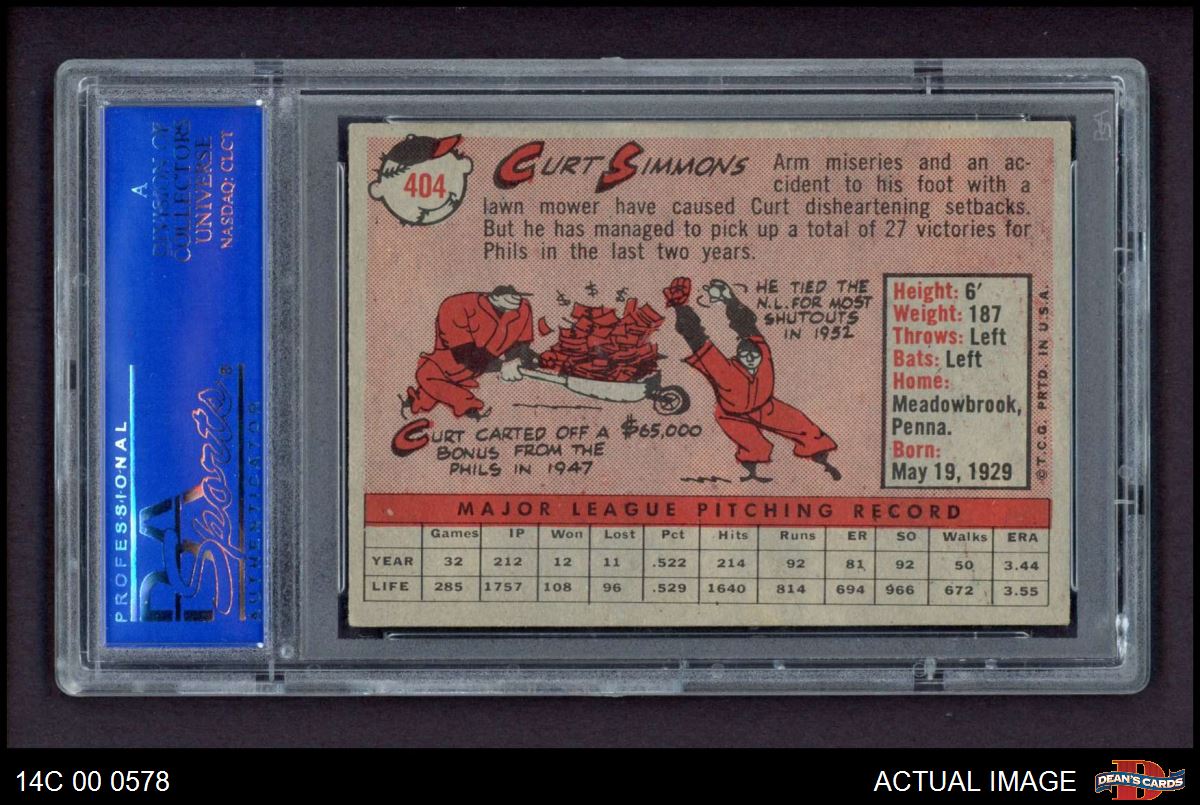 A
DIVISION OF
COLLECTORS
UNIVERSE
NASDAQ: CLCT
PROFESSIONAL
PSA
Sports®
AUTHENTICATOR
404
CURT SIMMONS
Arm miseries and an ac-
cident to his foot with a
lawn mower have caused Curt disheartening setbacks.
But he has managed to pick up a total of 27 victories for
Phils in the last two years.
$ $ $
HE TIED THE
N.L. FOR MOST
SHUTOUTS
IN 1952
CURT CARTED OFF A $65,000
BONUS FROM THE
PHILS IN 1947
Height: 6'
Weight: 187
Throws: Left
Bats: Left
Home:
Meadowbrook,
Penna.
Born:
May 19, 1929
©T.C.G. PRTD. IN U.S.A.
MAJOR LEAGUE PITCHING RECORD
Games IP Won Lost Pct Hits Runs ER SO Walks ERA
YEAR 32 212 12 11 .522 214 92 81 92 50 3.44
LIFE 285 1757 108 96 .529 1640 814 694 966 672 3.55
14C 00 0578
ACTUAL IMAGE
D
DEAN'S CARDS